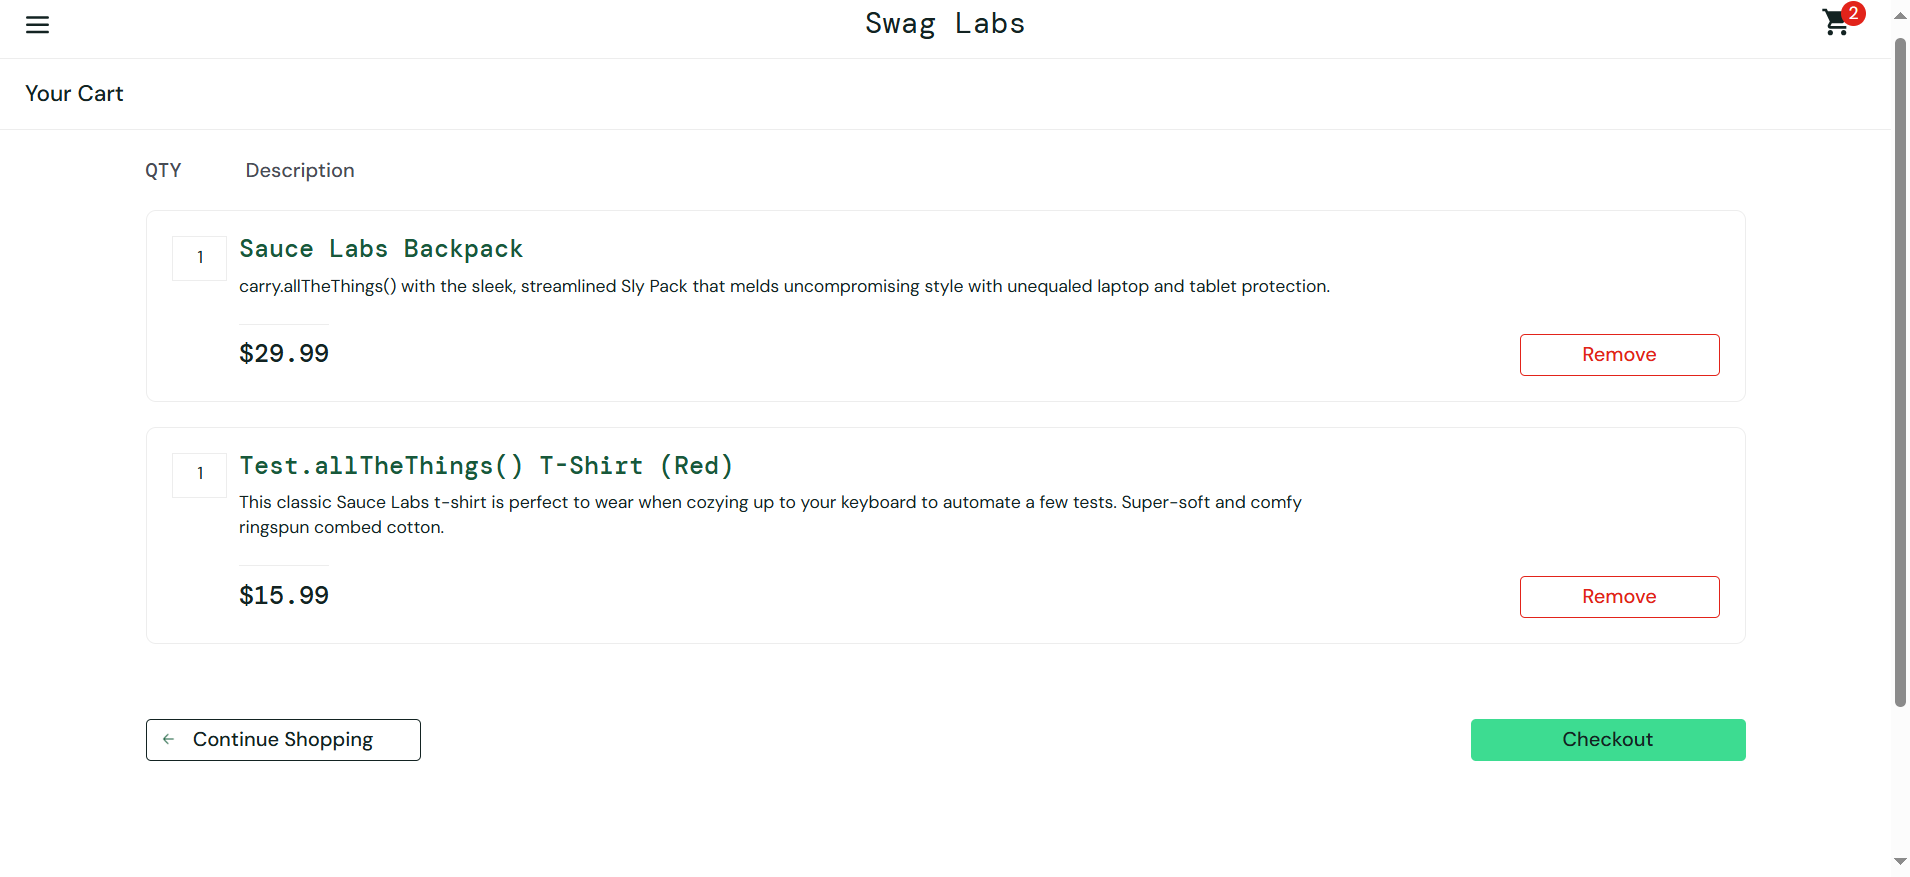 Swag Labs
2
Your Cart
QTY Description
1
Sauce Labs Backpack
carry.allTheThings() with the sleek, streamlined Sly Pack that melds uncompromising style with unequaled laptop and tablet protection.
$29.99
Remove
1
Test.allTheThings() T-Shirt (Red)
This classic Sauce Labs t-shirt is perfect to wear when cozying up to your keyboard to automate a few tests. Super-soft and comfy
ringspun combed cotton.
$15.99
Remove
Continue Shopping
Checkout